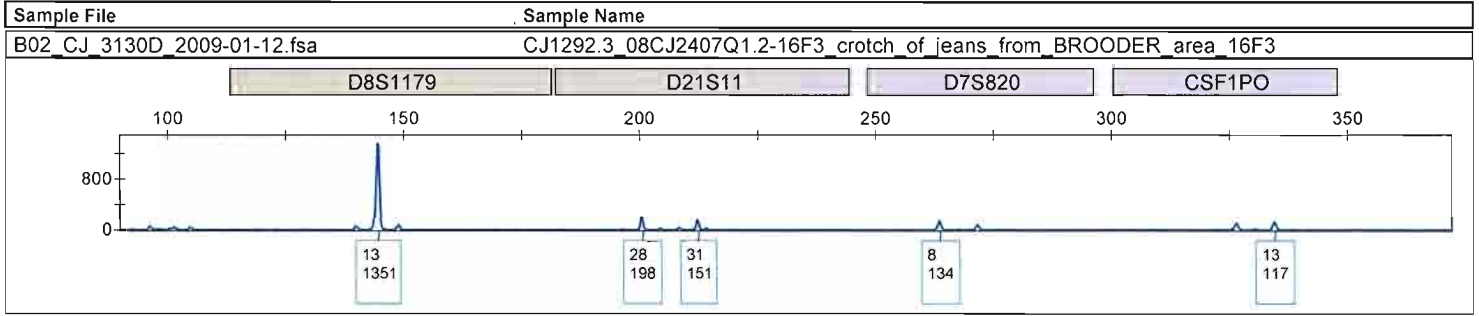 Sample File Sample Name
B02_CJ_3130D_2009-01-12.fsa CJ1292.3_08CJ2407Q1.2-16F3_crotch_of_jeans_from_BROODER_area_16F3
D8S1179 D21S11 D7S820 CSF1PO
100 150 200 250 300 350
800
0
13 28 31 8 13
1351 198 151 134 117